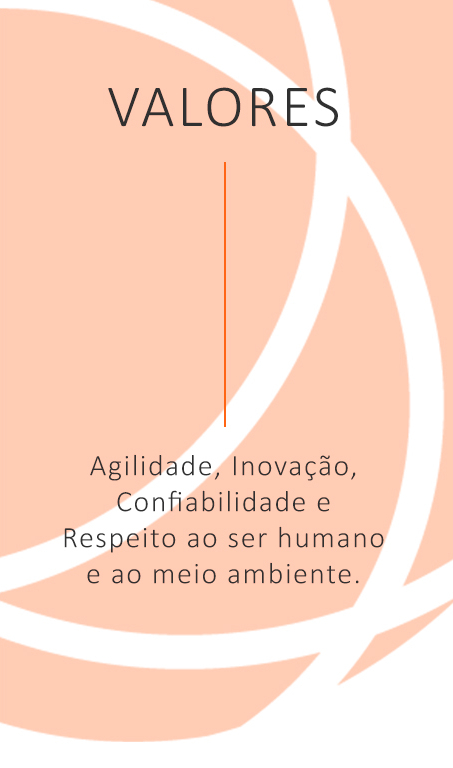 VALORES
Agilidade, Inovação,
Confiabilidade e
Respeito ao ser humano
e ao meio ambiente.